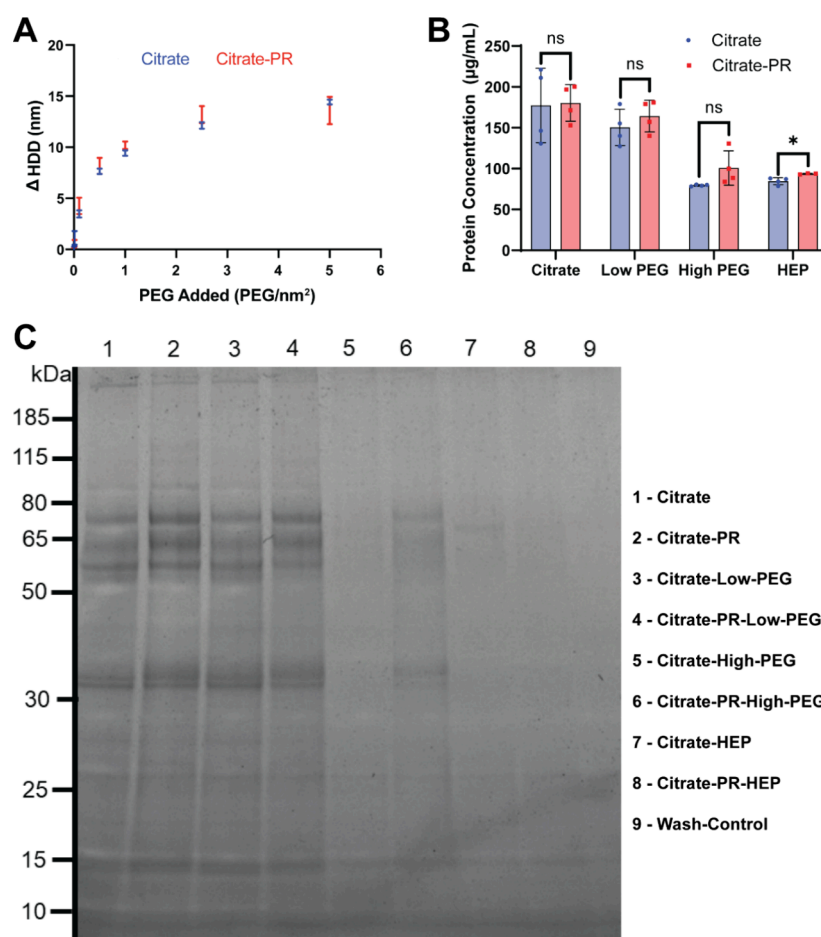 A
20
15
10
5
0
Δ HDD (nm)
Citrate
Citrate-PR
0
1
2
3
4
5
6
PEG Added (PEG/nm²)
B
250
200
150
100
50
0
Protein Concentration (µg/mL)
Citrate
Citrate-PR
ns
ns
ns
*
Citrate
Low PEG
High PEG
HEP
C
1 2 3 4 5 6 7 8 9
kDa
185
115
80
65
50
30
25
15
10
1 - Citrate
2 - Citrate-PR
3 - Citrate-Low-PEG
4 - Citrate-PR-Low-PEG
5 - Citrate-High-PEG
6 - Citrate-PR-High-PEG
7 - Citrate-HEP
8 - Citrate-PR-HEP
9 - Wash-Control